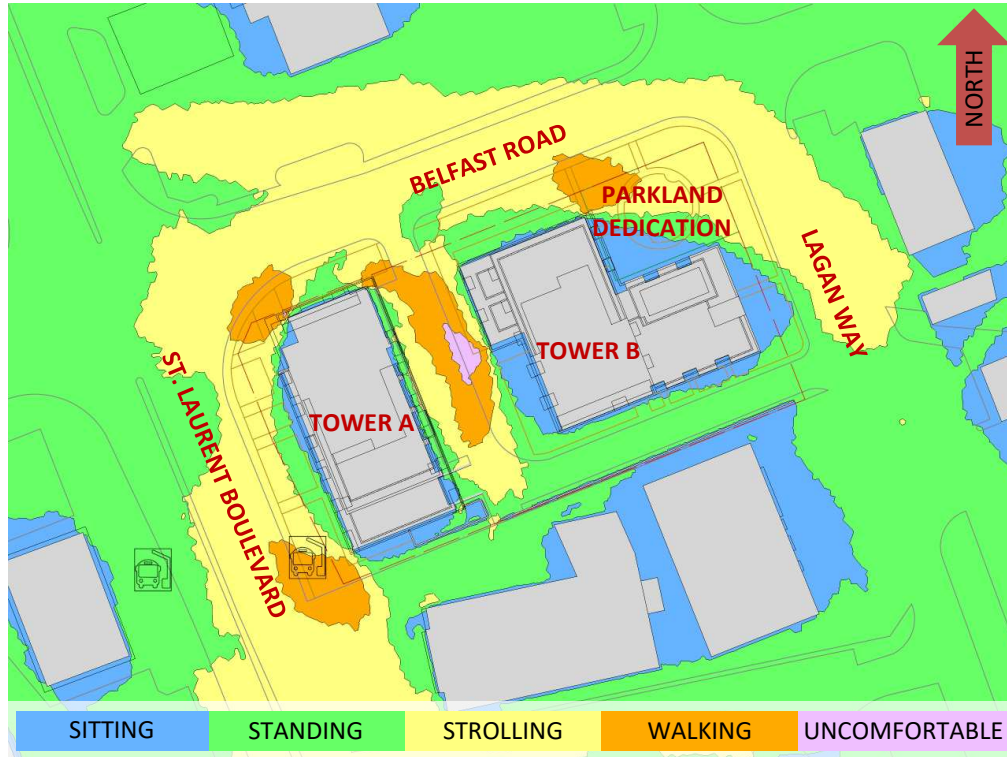 NORTH
BELFAST ROAD
PARKLAND
DEDICATION
LAGAN WAY
TOWER B
ST. LAURENT BOULEVARD
TOWER A
SITTING
STANDING
STROLLING
WALKING
UNCOMFORTABLE